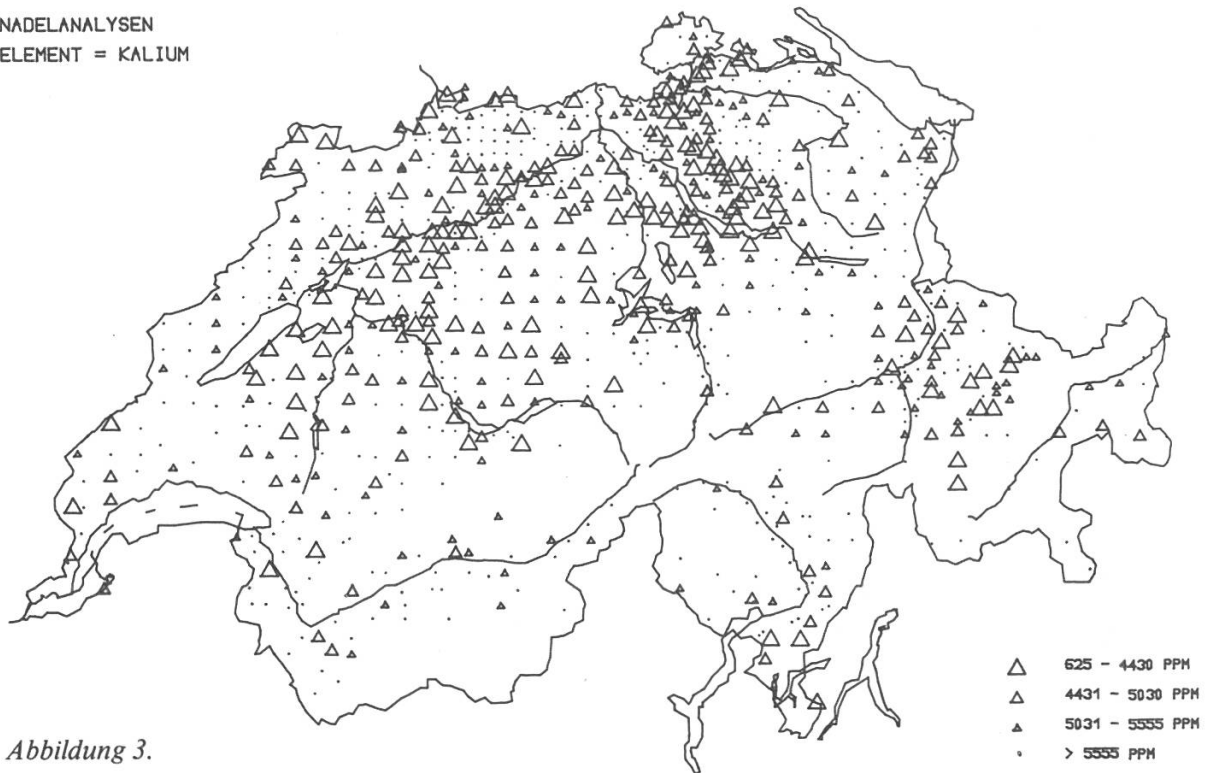 NADELANALYSEN
ELEMENT = KALIUM
625 - 4430 PPM
4431 - 5030 PPM
5031 - 5555 PPM
> 5555 PPM
Abbildung 3.